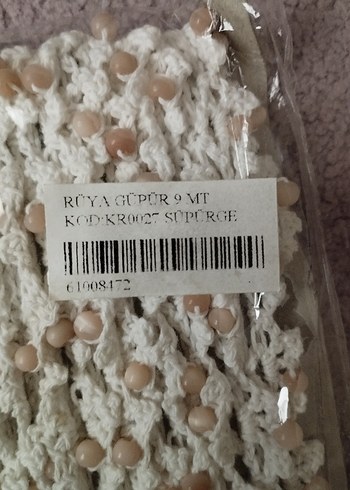 RÜYA GÜPÜR 9 MT
KOD:KR0027 SÜPÜRGE
61008472